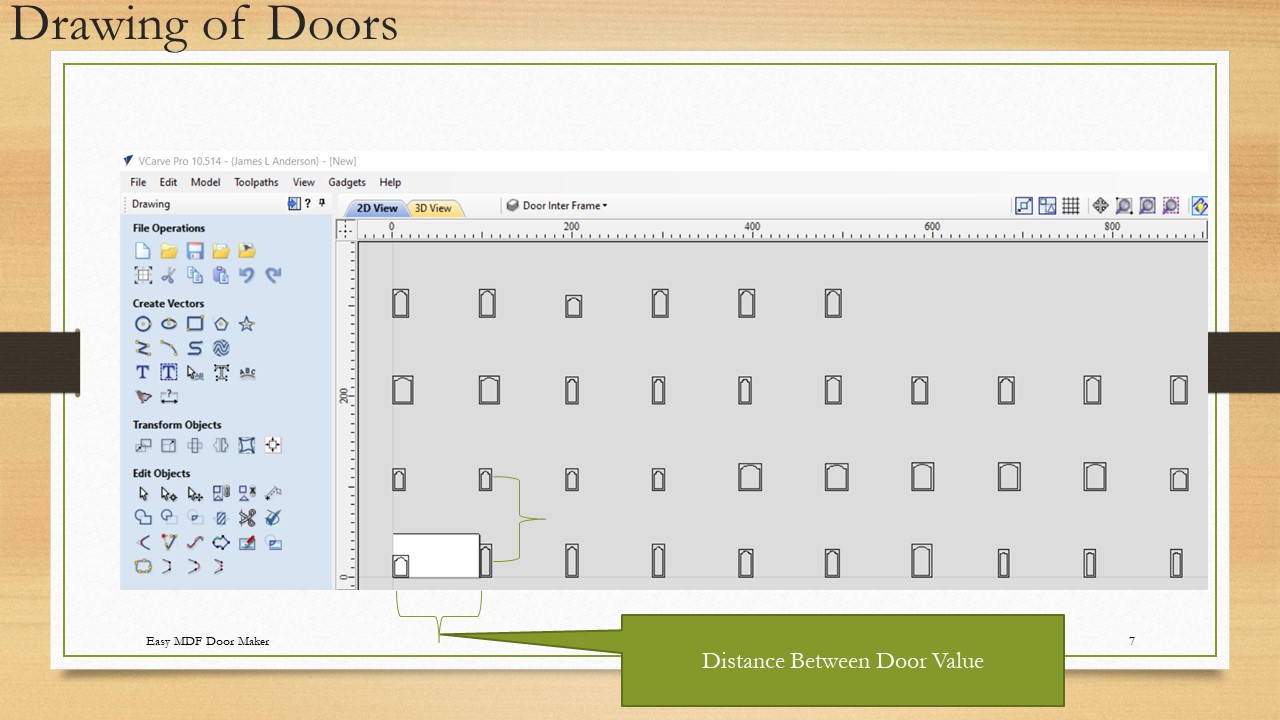 Drawing of Doors
VCarve Pro 10.514 - {James L Anderson} - [New]
File Edit Model Toolpaths View Gadgets Help
Drawing ?
2D View 3D View Door Inter Frame
File Operations
0 200 400 600 800
Create Vectors
200
Transform Objects
Edit Objects
0
Easy MDF Door Maker
7
Distance Between Door Value